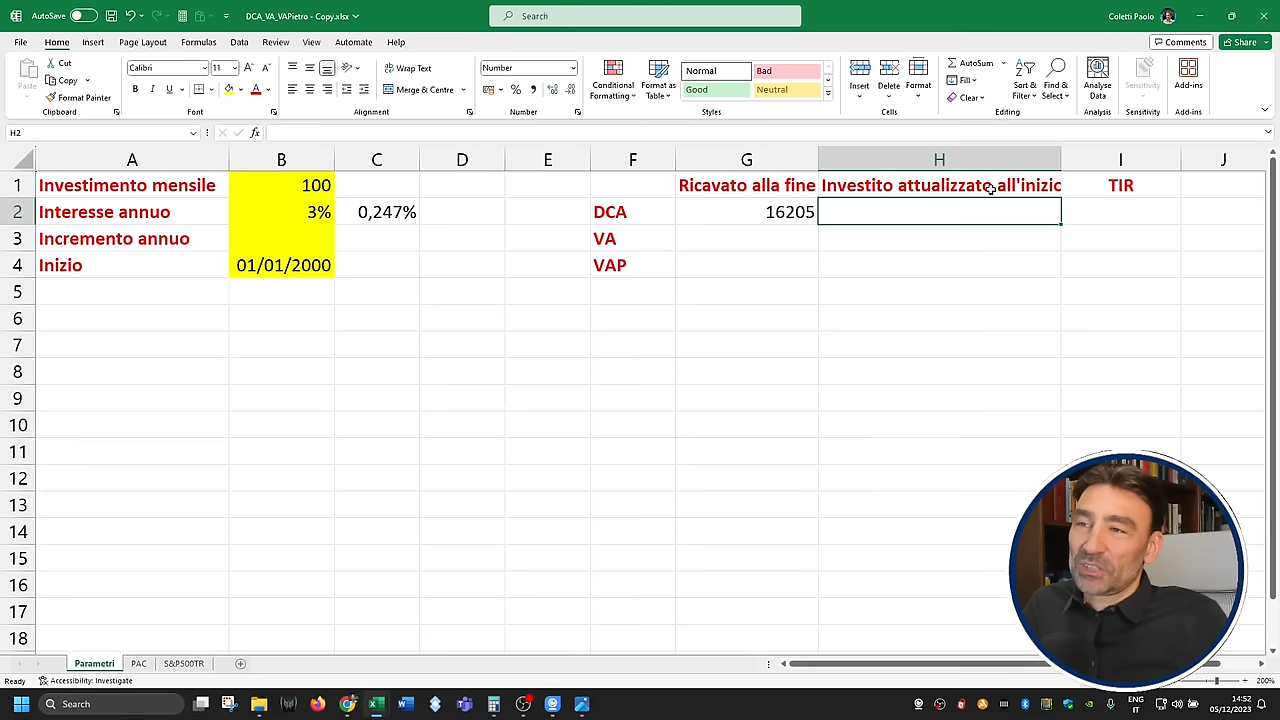 AutoSave
DCA_VA_VAPietro - Copy.xlsx
Search
Coletti Paolo
File Home Insert Page Layout Formulas Data Review View Automate Help
Comments Share
Paste
Cut
Copy
Format Painter
Clipboard
Calibri 11
B I U
Font
Wrap Text
Merge & Centre
Alignment
Number
Number
Conditional Formatting
Format as Table
Normal Bad
Good Neutral
Styles
Insert Delete Format
Cells
AutoSum
Fill
Clear
Sort & Filter
Find & Select
Editing
Analyse Data
Analysis
Sensitivity
Sensitivity
Add-ins
Add-ins
H2
fx
A B C D E F G H I J
1 Investimento mensile 100 Ricavato alla fine Investito attualizzato all'inizio TIR
2 Interesse annuo 3% 0,247% DCA 16205
3 Incremento annuo VA
4 Inizio 01/01/2000 VAP
5
6
7
8
9
10
11
12
13
14
15
16
17
18
Parametri PAC S&P500TR
Ready Accessibility: Investigate 200%
Search
ENG
IT
14:52
05/12/2023